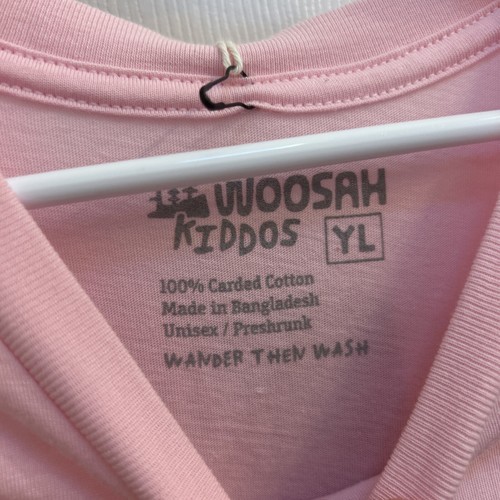 WOOSAH
KIDDOS YL
100% Carded Cotton
Made in Bangladesh
Unisex / Preshrunk
WANDER THEN WASH